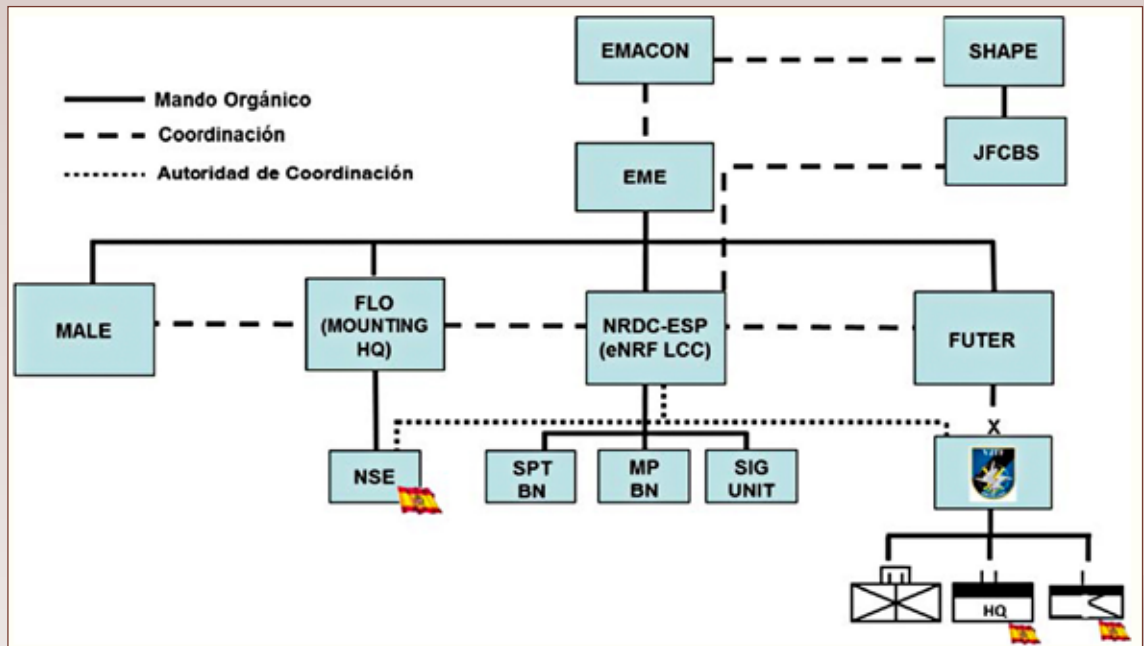 EMACON
SHAPE
Mando Orgánico
Coordinación
Autoridad de Coordinación
EME
JFCBS
MALE
FLO
(MOUNTING
HQ)
NRDC-ESP
(eNRF LCC)
FUTER
X
NSE
SPT
BN
MP
BN
SIG
UNIT
HQ